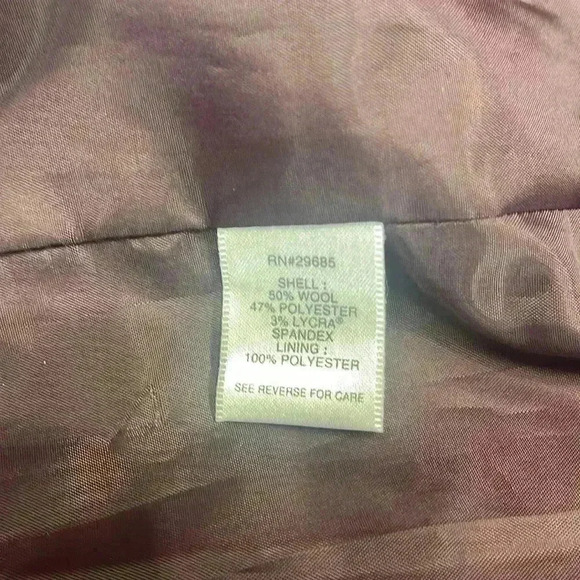 RN#29685
SHELL :
50% WOOL
47% POLYESTER
3% LYCRA®
SPANDEX
LINING :
100% POLYESTER
SEE REVERSE FOR CARE